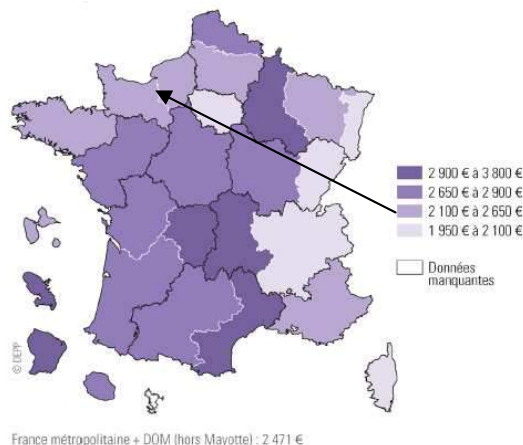 2 900 € à 3 800 €
2 650 € à 2 900 €
2 100 € à 2 650 €
1 950 € à 2 100 €
Données
manquantes
© DEPP
France métropolitaine + DOM (hors Mayotte) : 2 471 €